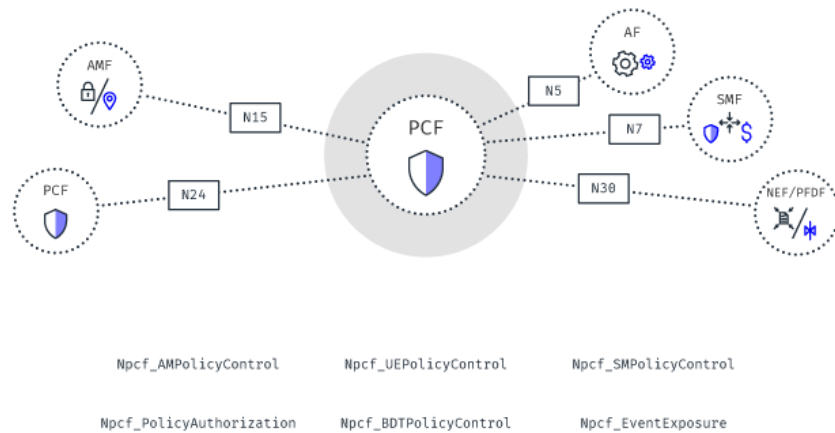 AF
AMF
N5
SMF
N15
PCF
N7
PCF
N24
N30
NEF/PFDF
Npcf_AMPolicyControl
Npcf_UEPolicyControl
Npcf_SMPolicyControl
Npcf_PolicyAuthorization
Npcf_BDTPolicyControl
Npcf_EventExposure